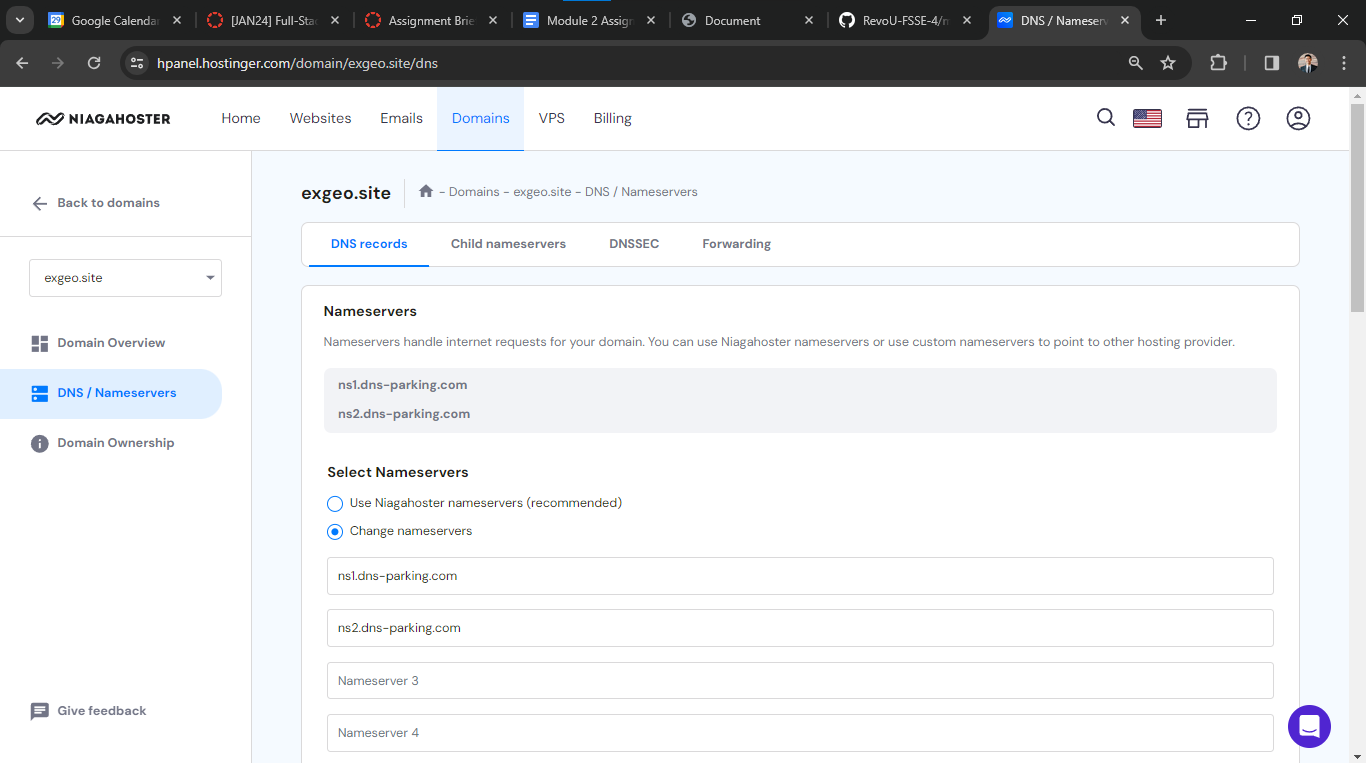 Google Calenda
[JAN24] Full-Sta
Assignment Brie
Module 2 Assign
Document
RevoU-FSSE-4/m
DNS / Nameserv
hpanel.hostinger.com/domain/exgeo.site/dns
NIAGAHOSTER
Home
Websites
Emails
Domains
VPS
Billing
Back to domains
exgeo.site
- Domains - exgeo.site - DNS / Nameservers
DNS records
Child nameservers
DNSSEC
Forwarding
exgeo.site
Domain Overview
DNS / Nameservers
Domain Ownership
Give feedback
Nameservers
Nameservers handle internet requests for your domain. You can use Niagahoster nameservers or use custom nameservers to point to other hosting provider.
ns1.dns-parking.com
ns2.dns-parking.com
Select Nameservers
Use Niagahoster nameservers (recommended)
Change nameservers
ns1.dns-parking.com
ns2.dns-parking.com
Nameserver 3
Nameserver 4